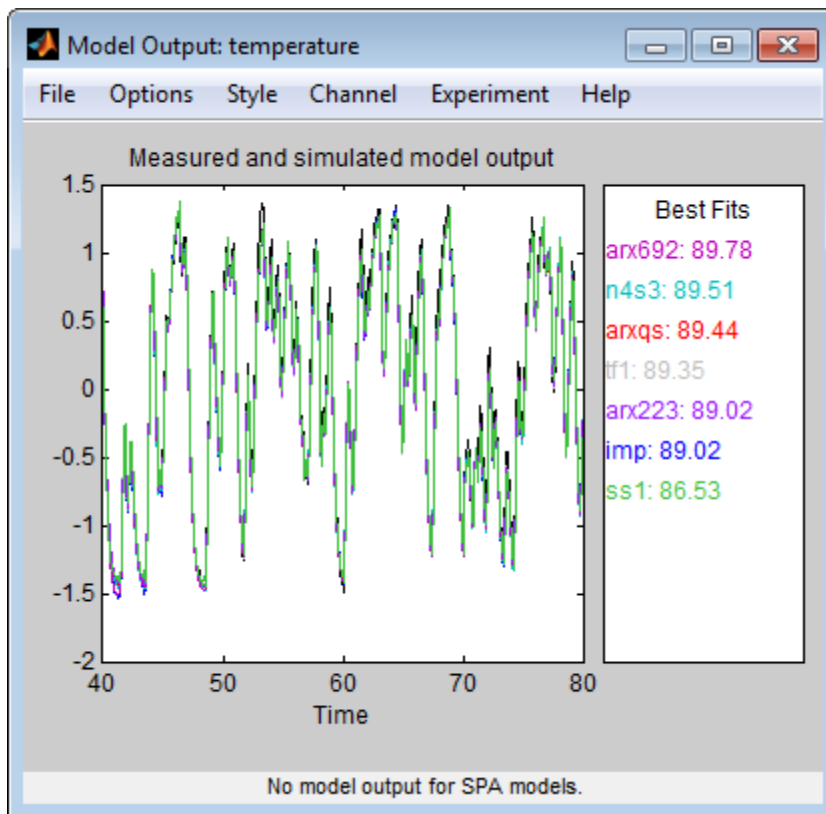 Model Output: temperature
File Options Style Channel Experiment Help
Measured and simulated model output
1.5
1
0.5
0
-0.5
-1
-1.5
-2
40 50 60 70 80
Time
Best Fits
arx692: 89.78
n4s3: 89.51
arxqs: 89.44
tf1: 89.35
arx223: 89.02
imp: 89.02
ss1: 86.53
No model output for SPA models.